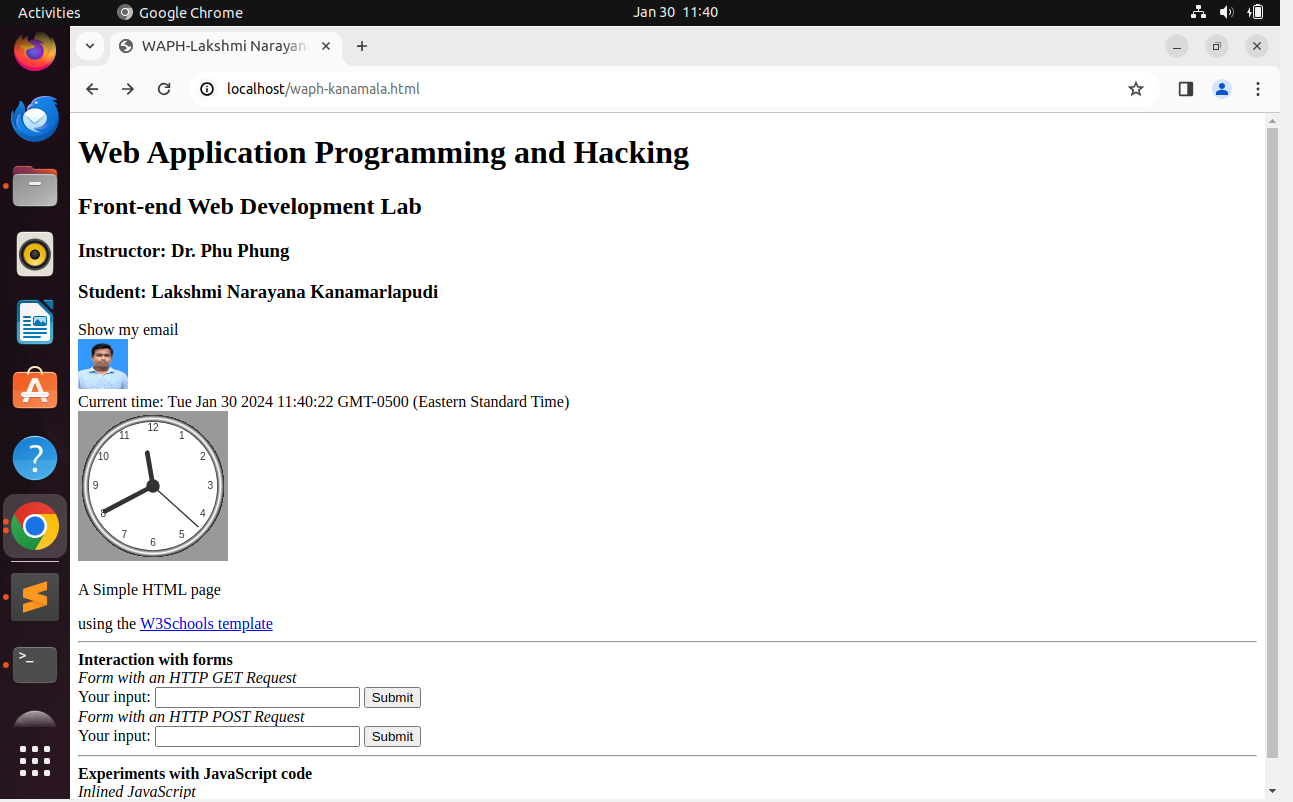 Activities Google Chrome Jan 30 11:40
WAPH-Lakshmi Narayan
localhost/waph-kanamala.html
Web Application Programming and Hacking
Front-end Web Development Lab
Instructor: Dr. Phu Phung
Student: Lakshmi Narayana Kanamarlapudi
Show my email
Current time: Tue Jan 30 2024 11:40:22 GMT-0500 (Eastern Standard Time)
12
11 1
10 2
9 3
8 4
7 5
6
A Simple HTML page
using the W3Schools template
Interaction with forms
Form with an HTTP GET Request
Your input: Submit
Form with an HTTP POST Request
Your input: Submit
Experiments with JavaScript code
Inlined JavaScript